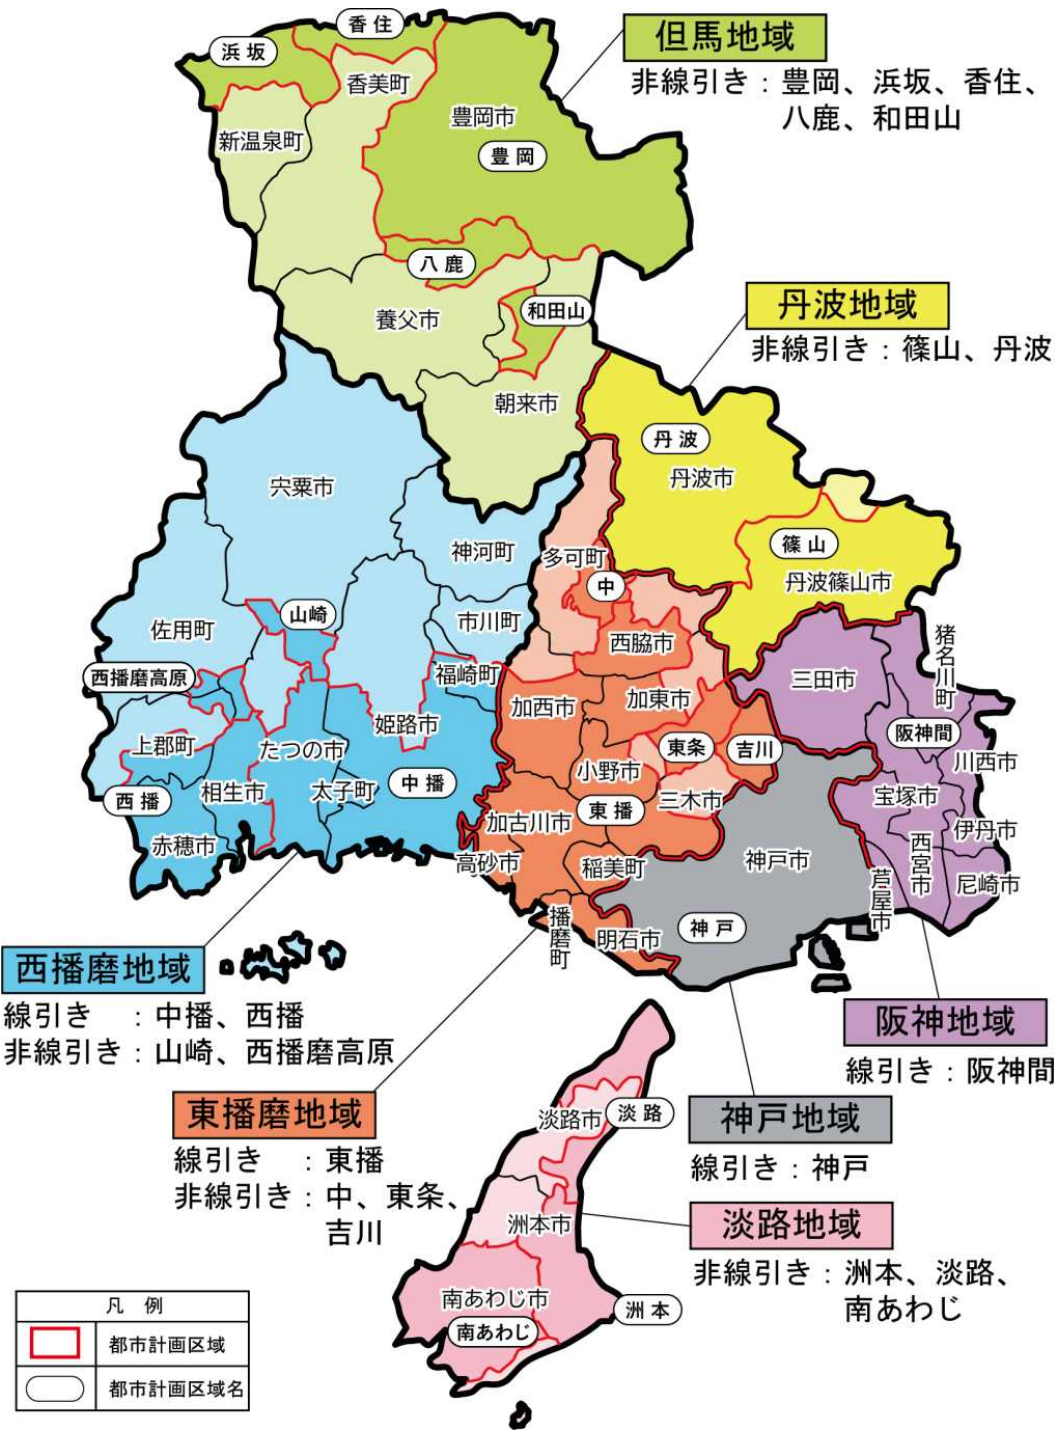 香住
浜坂
但馬地域
非線引き：豊岡、浜坂、香住、
八鹿、和田山
香美町
豊岡市
新温泉町
豊岡
八鹿
和田山
養父市
丹波地域
非線引き：篠山、丹波
朝来市
丹波
丹波市
宍粟市
神河町
多可町
篠山
丹波篠山市
中
山崎
市川町
佐用町
西脇市
猪名川町
西播磨高原
福崎町
三田市
加西市
加東市
姫路市
阪神間
上郡町
たつの市
東条
吉川
川西市
小野市
西播
相生市
太子町
中播
三木市
宝塚市
東播
加古川市
伊丹市
赤穂市
高砂市
稲美町
神戸市
西宮市
芦屋市
尼崎市
播磨町
明石市
神戸
西播磨地域
線引き　：中播、西播
非線引き：山崎、西播磨高原
阪神地域
線引き：阪神間
東播磨地域
線引き　：東播
非線引き：中、東条、
吉川
神戸地域
線引き：神戸
淡路市
淡路
洲本市
淡路地域
非線引き：洲本、淡路、
南あわじ
南あわじ市
洲本
南あわじ
凡　例
都市計画区域
都市計画区域名